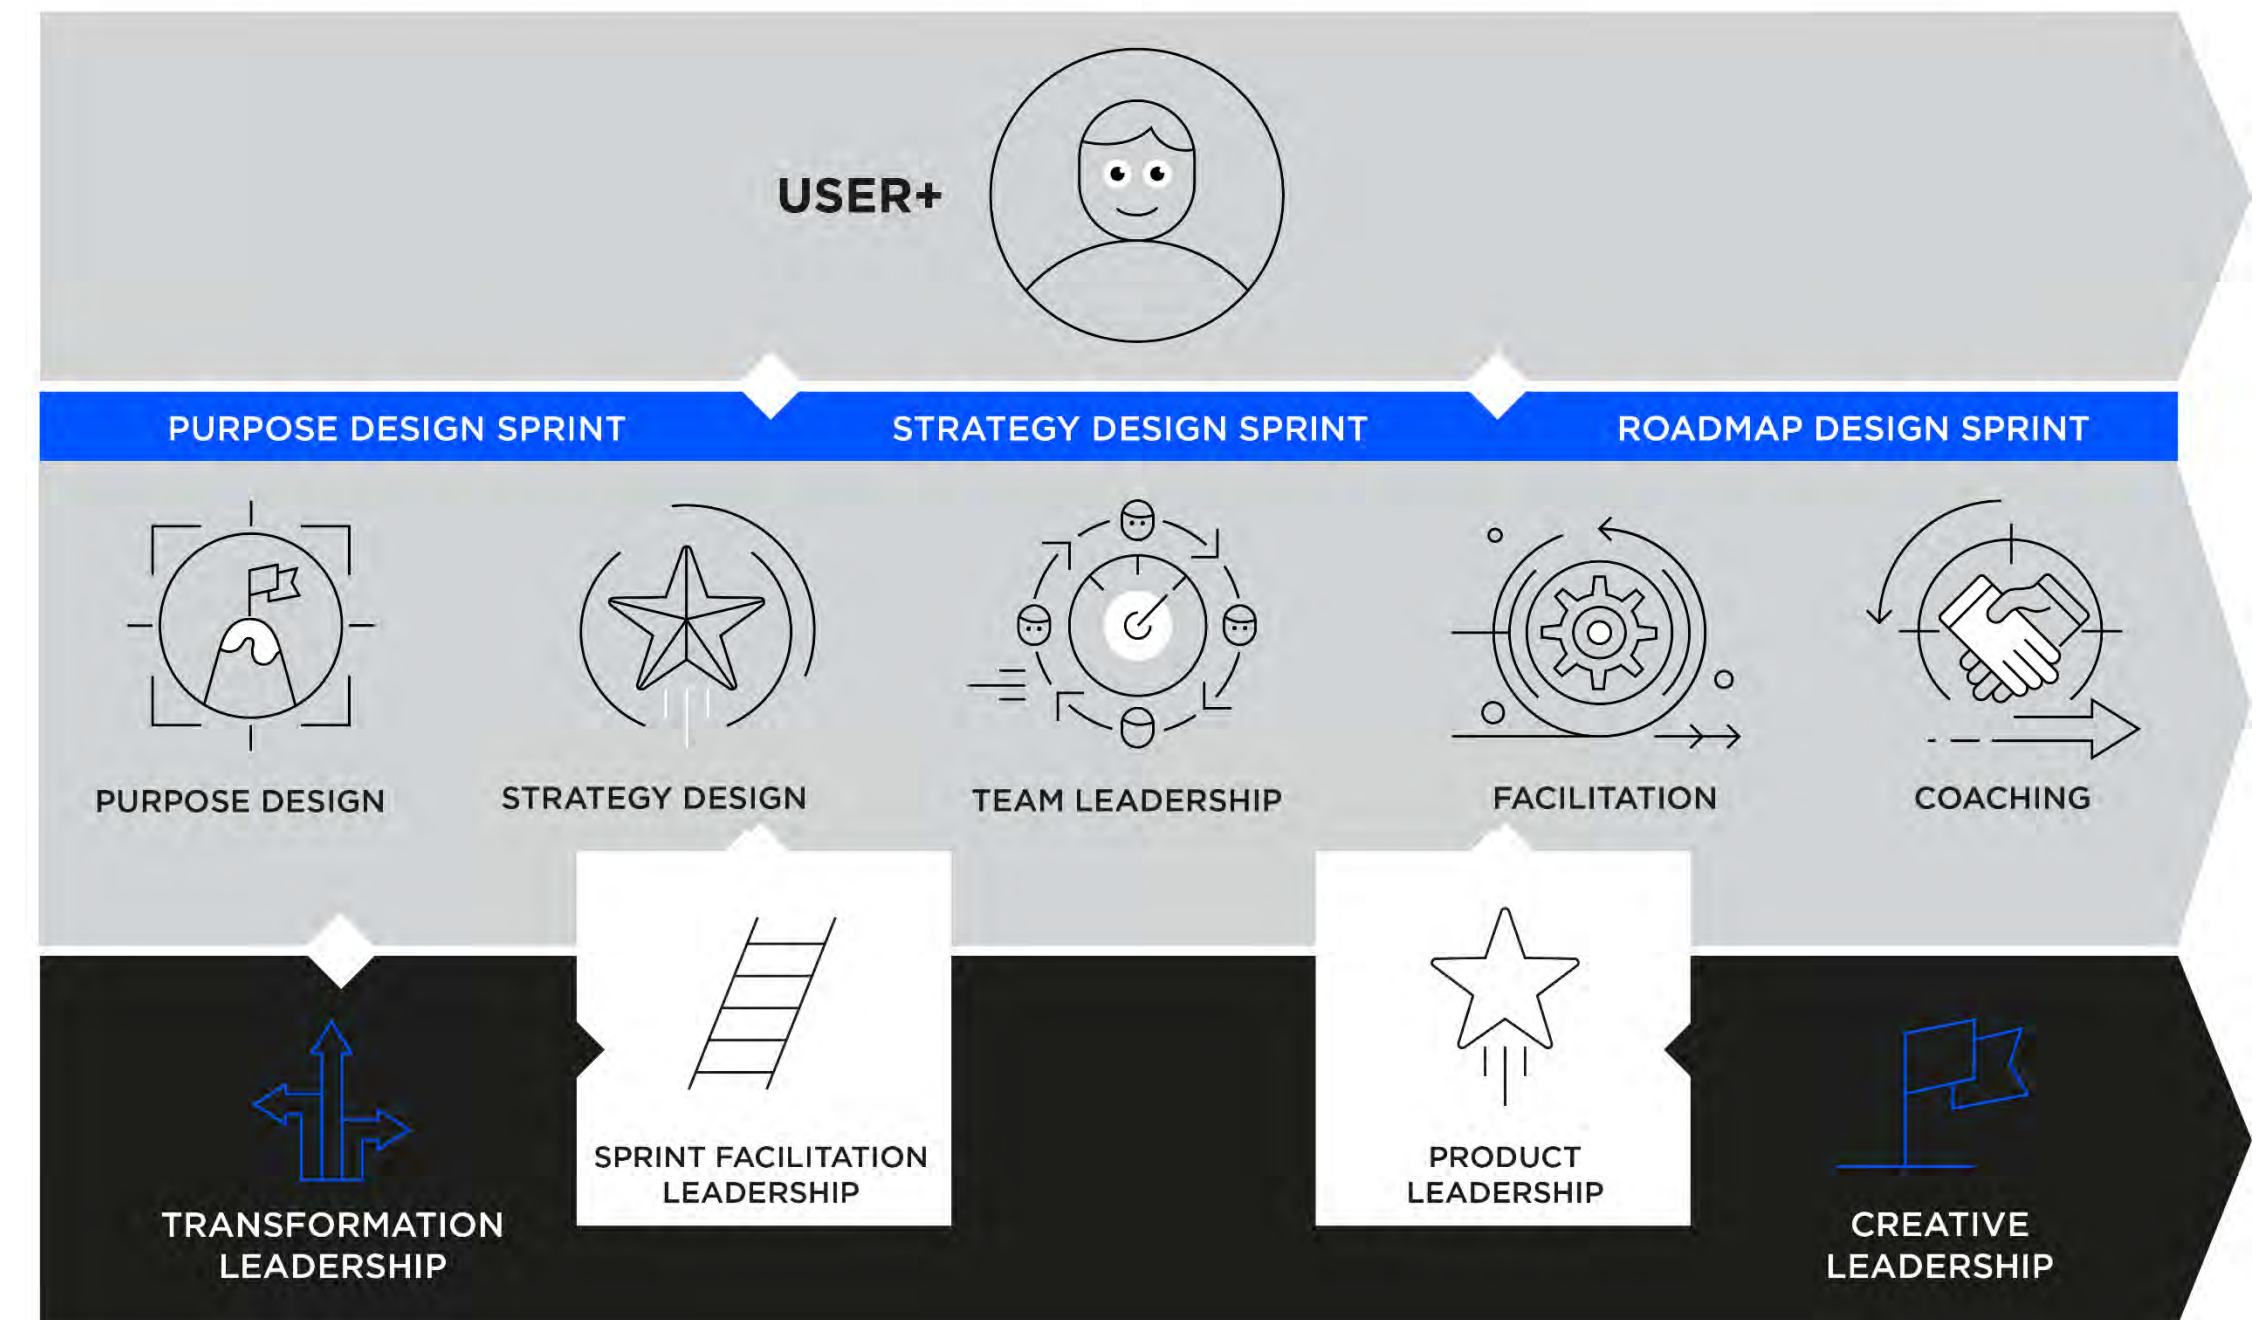 USER+
PURPOSE DESIGN SPRINT
STRATEGY DESIGN SPRINT
ROADMAP DESIGN SPRINT
PURPOSE DESIGN
STRATEGY DESIGN
TEAM LEADERSHIP
FACILITATION
COACHING
TRANSFORMATION
LEADERSHIP
SPRINT FACILITATION
LEADERSHIP
PRODUCT
LEADERSHIP
CREATIVE
LEADERSHIP